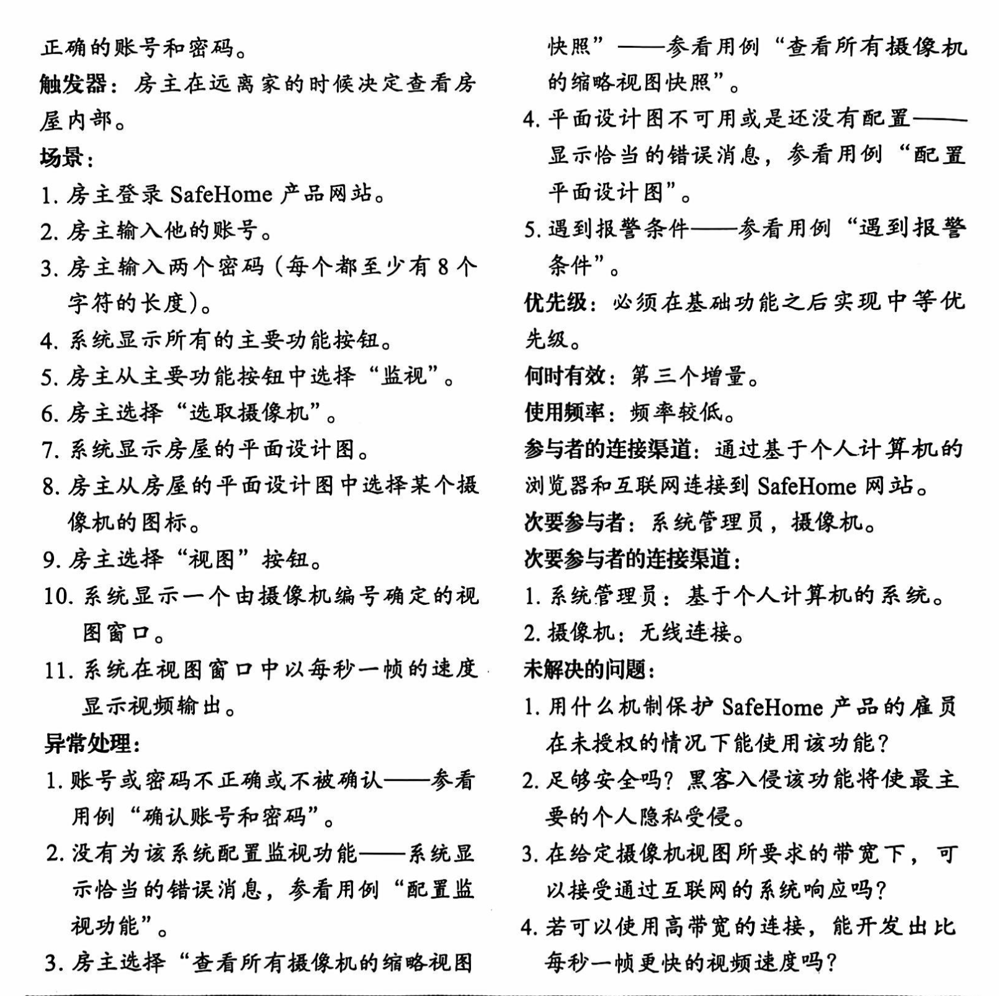 正确的账号和密码。
触发器：房主在远离家的时候决定查看房
屋内部。
场景：
1. 房主登录 SafeHome 产品网站。
2. 房主输入他的账号。
3. 房主输入两个密码（每个都至少有 8 个
字符的长度）。
4. 系统显示所有的主要功能按钮。
5. 房主从主要功能按钮中选择“监视”。
6. 房主选择“选取摄像机”。
7. 系统显示房屋的平面设计图。
8. 房主从房屋的平面设计图中选择某个摄
像机的图标。
9. 房主选择“视图”按钮。
10. 系统显示一个由摄像机编号确定的视
图窗口。
11. 系统在视图窗口中以每秒一帧的速度
显示视频输出。
异常处理：
1. 账号或密码不正确或不被确认——参看
用例“确认账号和密码”。
2. 没有为该系统配置监视功能——系统显
示恰当的错误消息，参看用例“配置监
视功能”。
3. 房主选择“查看所有摄像机的缩略视图
快照”——参看用例“查看所有摄像机
的缩略视图快照”。
4. 平面设计图不可用或是还没有配置——
显示恰当的错误消息，参看用例“配置
平面设计图”。
5. 遇到报警条件——参看用例“遇到报警
条件”。
优先级：必须在基础功能之后实现中等优
先级。
何时有效：第三个增量。
使用频率：频率较低。
参与者的连接渠道：通过基于个人计算机的
浏览器和互联网连接到 SafeHome 网站。
次要参与者：系统管理员，摄像机。
次要参与者的连接渠道：
1. 系统管理员：基于个人计算机的系统。
2. 摄像机：无线连接。
未解决的问题：
1. 用什么机制保护 SafeHome 产品的雇员
在未授权的情况下能使用该功能？
2. 足够安全吗？黑客入侵该功能将使最主
要的个人隐私受侵。
3. 在给定摄像机视图所要求的带宽下，可
以接受通过互联网的系统响应吗？
4. 若可以使用高带宽的连接，能开发出比
每秒一帧更快的视频速度吗？